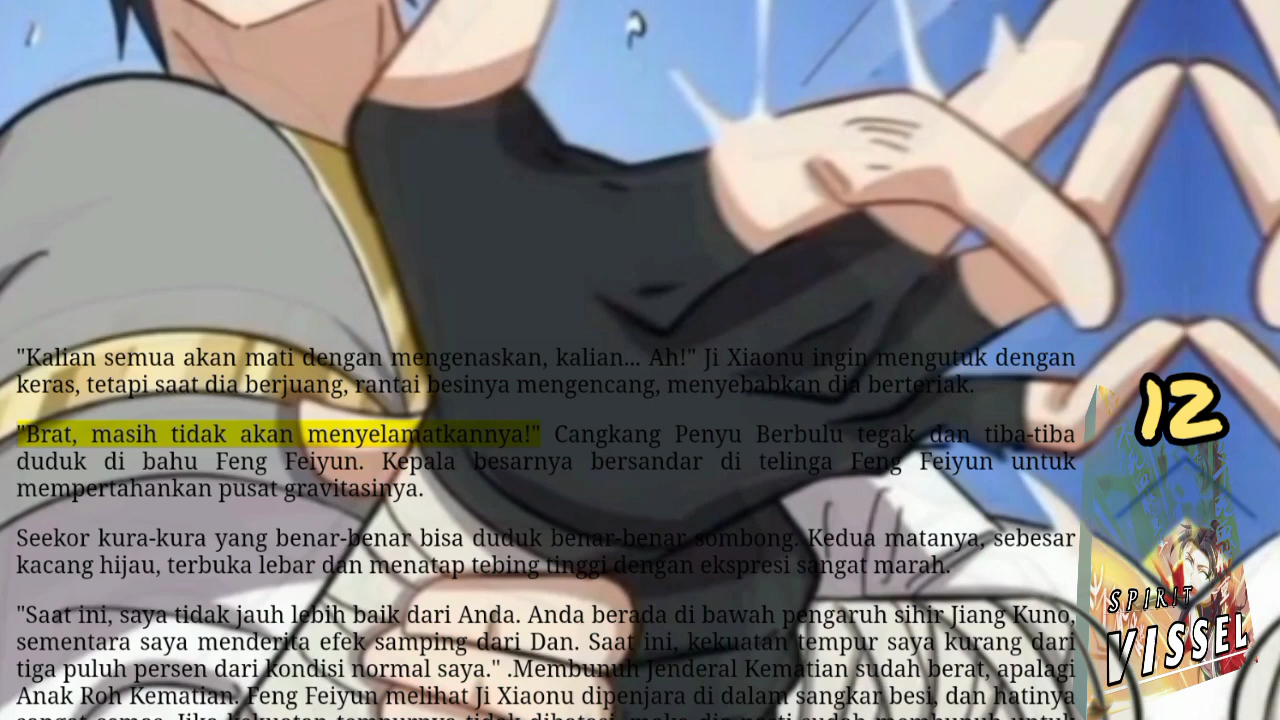 "Kalian semua akan mati dengan mengenaskan, kalian... Ah!" Ji Xiaonu ingin mengutuk dengan
keras, tetapi saat dia berjuang, rantai besinya mengencang, menyebabkan dia berteriak.
"Brat, masih tidak akan menyelamatkannya!" Cangkang Penyu Berbulu tegak dan tiba-tiba
duduk di bahu Feng Feiyun. Kepala besarnya bersandar di telinga Feng Feiyun untuk
mempertahankan pusat gravitasinya.
Seekor kura-kura yang benar-benar bisa duduk benar-benar sombong. Kedua matanya, sebesar
kacang hijau, terbuka lebar dan menatap tebing tinggi dengan ekspresi sangat marah.
"Saat ini, saya tidak jauh lebih baik dari Anda. Anda berada di bawah pengaruh sihir Jiang Kuno,
sementara saya menderita efek samping dari Dan. Saat ini, kekuatan tempur saya kurang dari
tiga puluh persen dari kondisi normal saya." .Membunuh Jenderal Kematian sudah berat, apalagi
Anak Roh Kematian. Feng Feiyun melihat Ji Xiaonu dipenjara di dalam sangkar besi, dan hatinya
12
SPIRIT
VISSEL